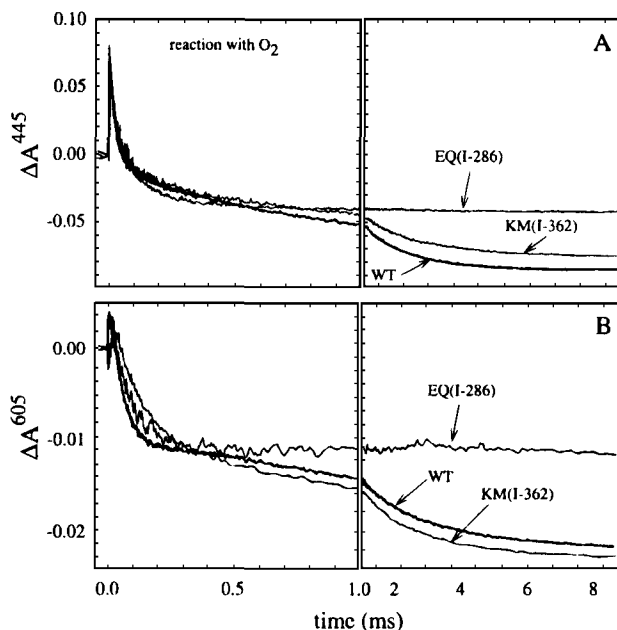 0.10
0.05
0.00
-0.05
ΔA⁴⁴⁵
reaction with O₂
A
EQ(I-286)
KM(I-362)
WT
0.00
-0.01
-0.02
ΔA⁶⁰⁵
B
EQ(I-286)
WT
KM(I-362)
0.0 0.5 1.0 2 4 6 8
time (ms)